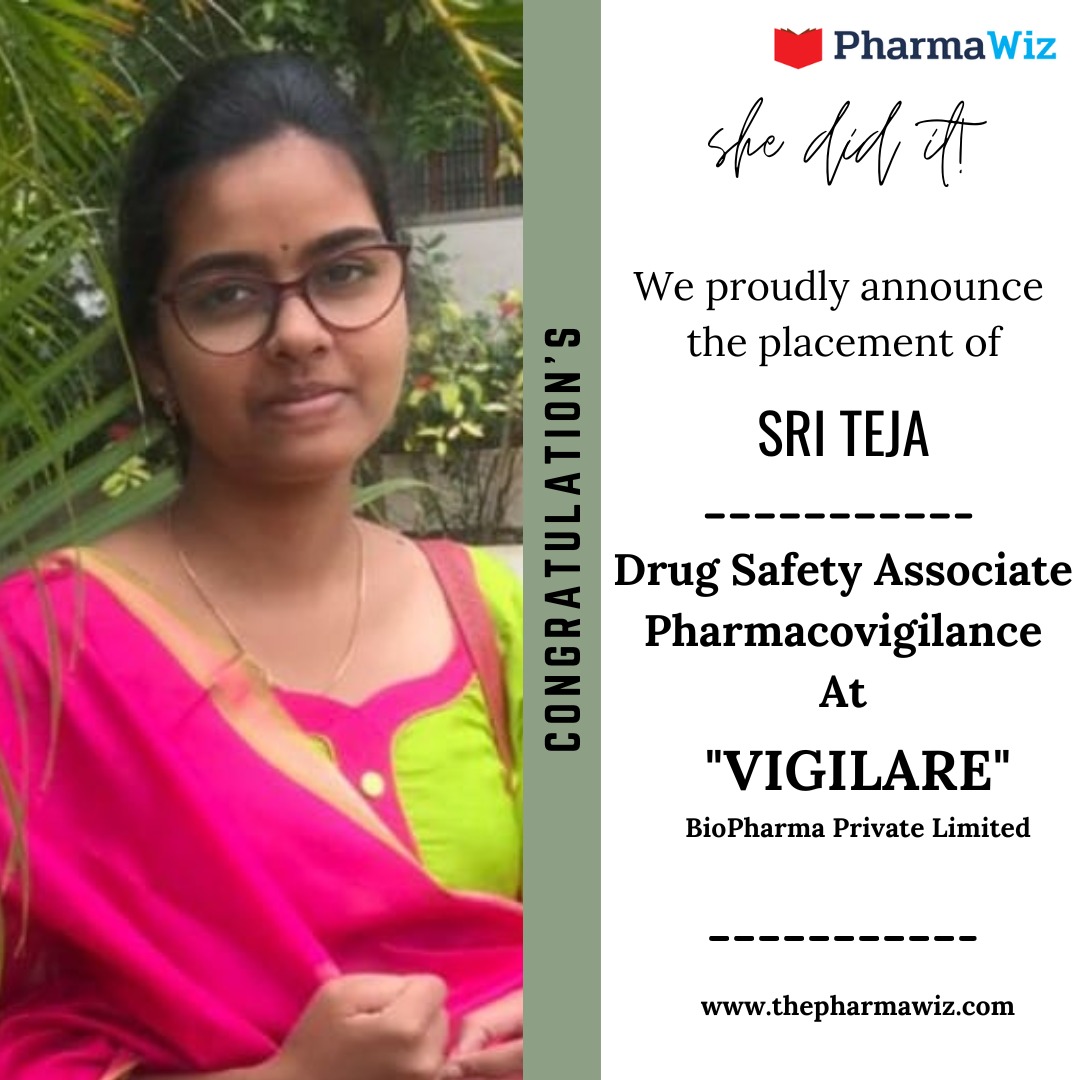 PharmaWiz
she did it!
We proudly announce
the placement of
SRI TEJA
-----------
Drug Safety Associate
Pharmacovigilance
At
"VIGILARE"
BioPharma Private Limited
-----------
www.thepharmawiz.com
CONGRATULATION'S